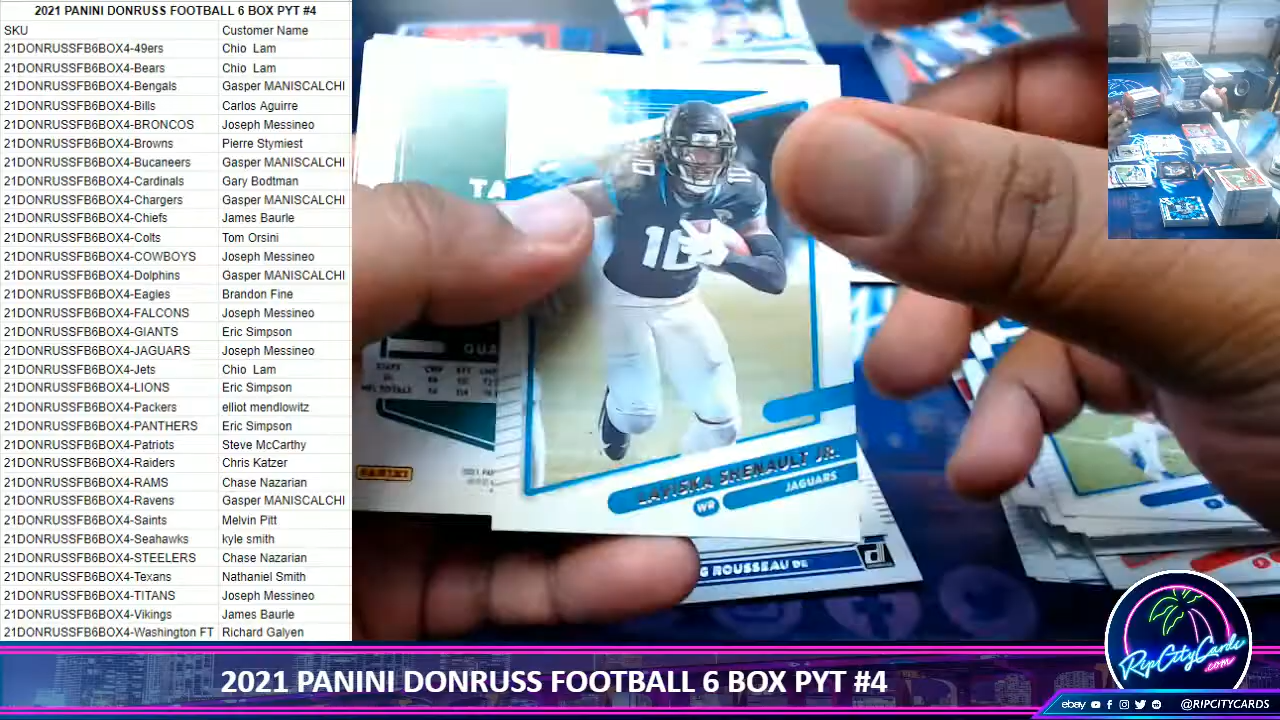 2021 PANINI DONRUSS FOOTBALL 6 BOX PYT #4
SKU Customer Name
21DONRUSSFB6BOX4-49ers Chio Lam
21DONRUSSFB6BOX4-Bears Chio Lam
21DONRUSSFB6BOX4-Bengals Gasper MANISCALCHI
21DONRUSSFB6BOX4-Bills Carlos Aguirre
21DONRUSSFB6BOX4-BRONCOS Joseph Messineo
21DONRUSSFB6BOX4-Browns Pierre Stymiest
21DONRUSSFB6BOX4-Bucaneers Gasper MANISCALCHI
21DONRUSSFB6BOX4-Cardinals Gary Bodtman
21DONRUSSFB6BOX4-Chargers Gasper MANISCALCHI
21DONRUSSFB6BOX4-Chiefs James Baurle
21DONRUSSFB6BOX4-Colts Tom Orsini
21DONRUSSFB6BOX4-COWBOYS Joseph Messineo
21DONRUSSFB6BOX4-Dolphins Gasper MANISCALCHI
21DONRUSSFB6BOX4-Eagles Brandon Fine
21DONRUSSFB6BOX4-FALCONS Joseph Messineo
21DONRUSSFB6BOX4-GIANTS Eric Simpson
21DONRUSSFB6BOX4-JAGUARS Joseph Messineo
21DONRUSSFB6BOX4-Jets Chio Lam
21DONRUSSFB6BOX4-LIONS Eric Simpson
21DONRUSSFB6BOX4-Packers elliot mendlowitz
21DONRUSSFB6BOX4-PANTHERS Eric Simpson
21DONRUSSFB6BOX4-Patriots Steve McCarthy
21DONRUSSFB6BOX4-Raiders Chris Katzer
21DONRUSSFB6BOX4-RAMS Chase Nazarian
21DONRUSSFB6BOX4-Ravens Gasper MANISCALCHI
21DONRUSSFB6BOX4-Saints Melvin Pitt
21DONRUSSFB6BOX4-Seahawks kyle smith
21DONRUSSFB6BOX4-STEELERS Chase Nazarian
21DONRUSSFB6BOX4-Texans Nathaniel Smith
21DONRUSSFB6BOX4-TITANS Joseph Messineo
21DONRUSSFB6BOX4-Vikings James Baurle
21DONRUSSFB6BOX4-Washington FT Richard Galyen
TA
10
10
PANINI
LAVISKA SHENAULT JR.
WR JAGUARS
G ROUSSEAU DE
2021 PANINI DONRUSS FOOTBALL 6 BOX PYT #4
RipCityCards
.com
ebay @RIPCITYCARDS